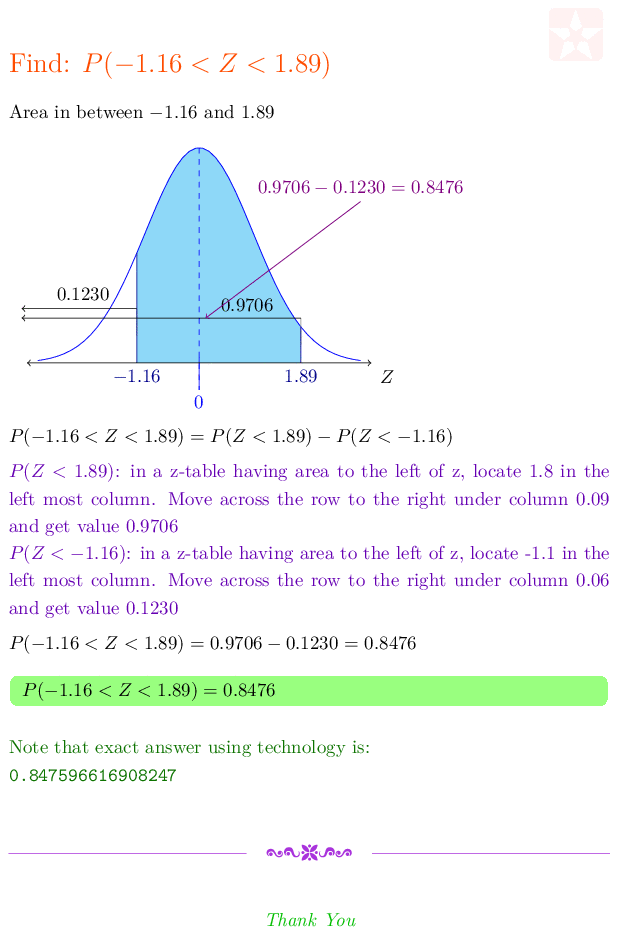 Find: P(−1.16 < Z < 1.89)
Area in between −1.16 and 1.89
0.9706 − 0.1230 = 0.8476
0.1230
0.9706
−1.16
1.89
Z
0
P(−1.16 < Z < 1.89) = P(Z < 1.89) − P(Z < −1.16)
P(Z < 1.89): in a z-table having area to the left of z, locate 1.8 in the
left most column. Move across the row to the right under column 0.09
and get value 0.9706
P(Z < −1.16): in a z-table having area to the left of z, locate -1.1 in the
left most column. Move across the row to the right under column 0.06
and get value 0.1230
P(−1.16 < Z < 1.89) = 0.9706 − 0.1230 = 0.8476
P(−1.16 < Z < 1.89) = 0.8476
Note that exact answer using technology is:
0.847596616908247
Thank You